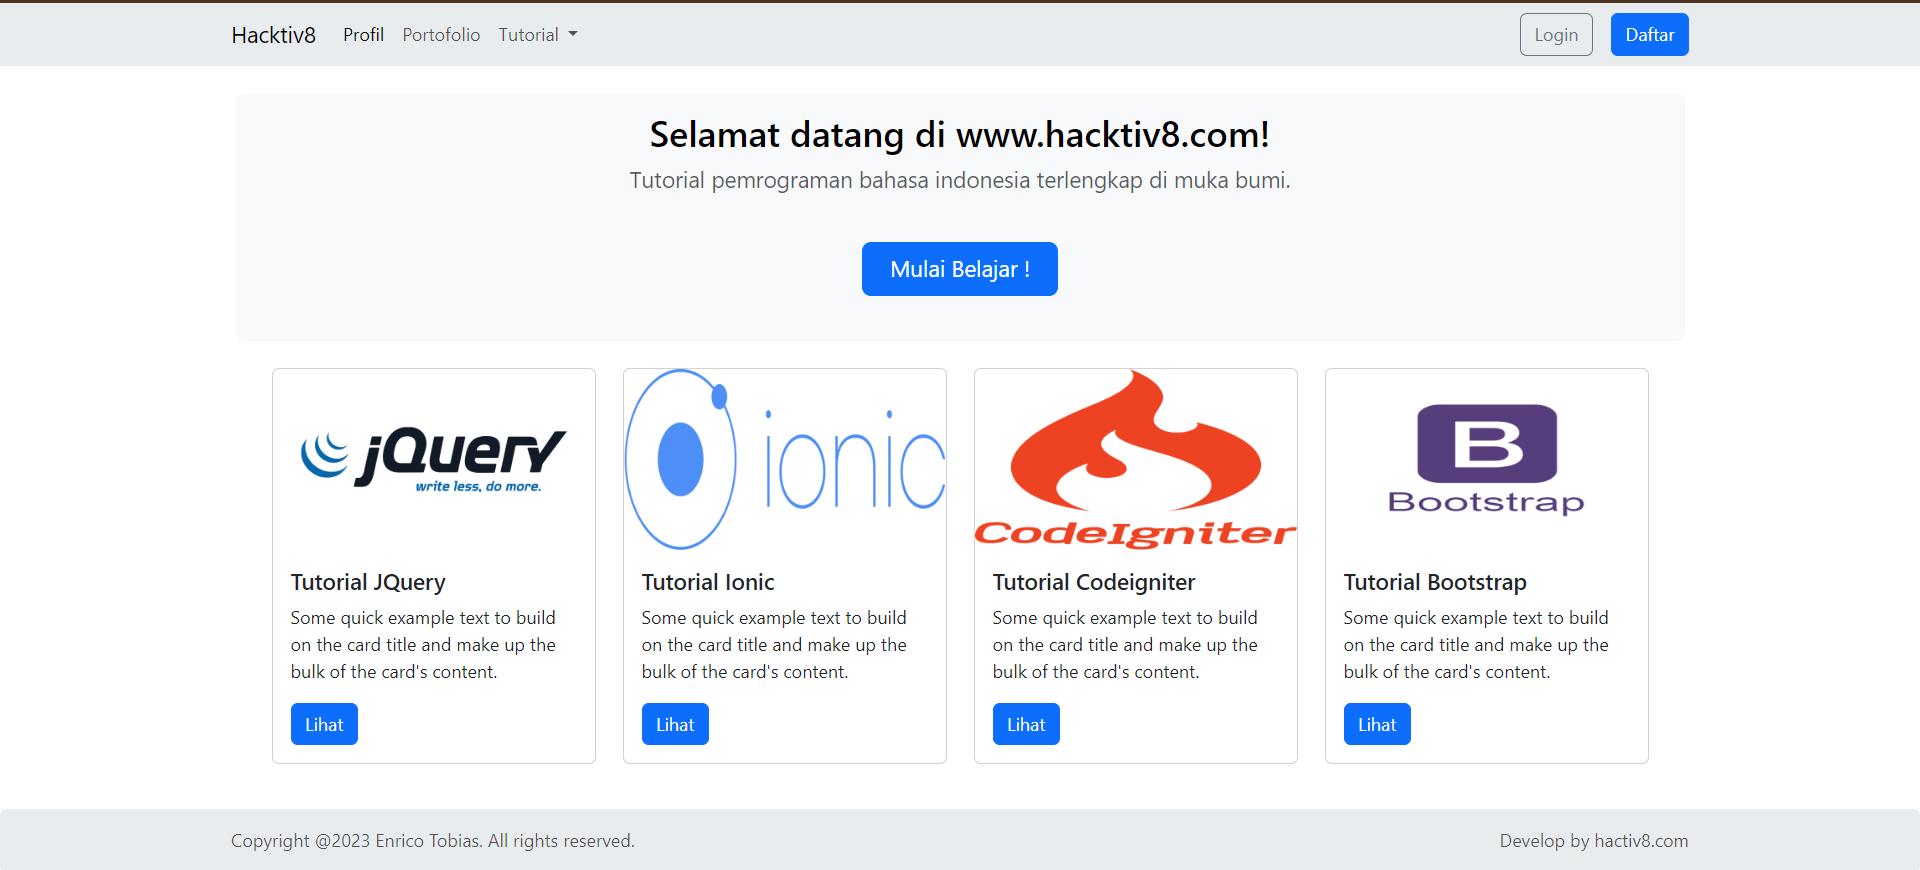 Hacktiv8 Profil Portofolio Tutorial Login Daftar
Selamat datang di www.hacktiv8.com!
Tutorial pemrograman bahasa indonesia terlengkap di muka bumi.
Mulai Belajar !
jQuery
write less, do more.
Tutorial JQuery
Some quick example text to build
on the card title and make up the
bulk of the card's content.
Lihat
ionic
Tutorial Ionic
Some quick example text to build
on the card title and make up the
bulk of the card's content.
Lihat
CodeIgniter
Tutorial Codeigniter
Some quick example text to build
on the card title and make up the
bulk of the card's content.
Lihat
B
Bootstrap
Tutorial Bootstrap
Some quick example text to build
on the card title and make up the
bulk of the card's content.
Lihat
Copyright @2023 Enrico Tobias. All rights reserved.
Develop by hactiv8.com